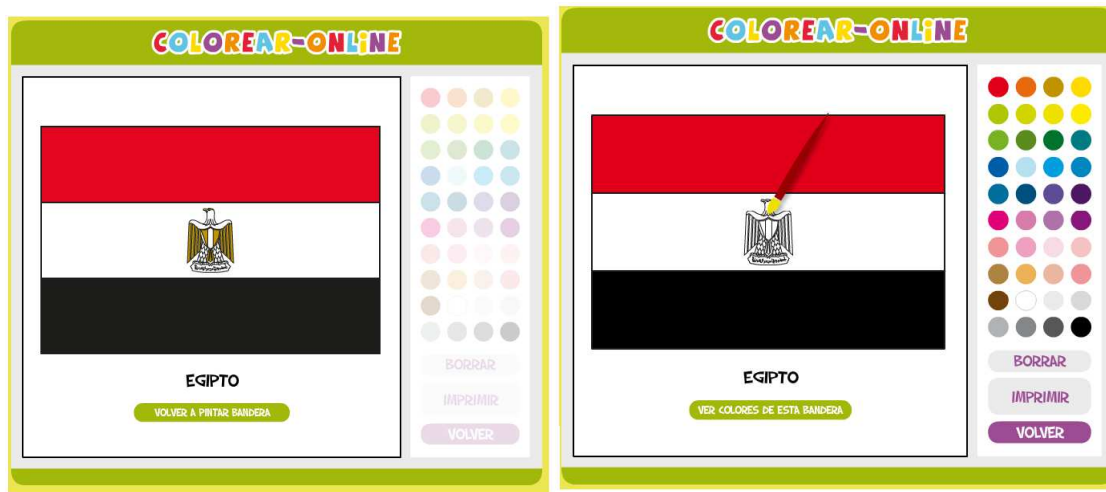 COLOREAR-ONLINE
EGIPTO
VOLVER A PINTAR BANDERA
BORRAR
IMPRIMIR
VOLVER
COLOREAR-ONLINE
EGIPTO
VER COLORES DE ESTA BANDERA
BORRAR
IMPRIMIR
VOLVER